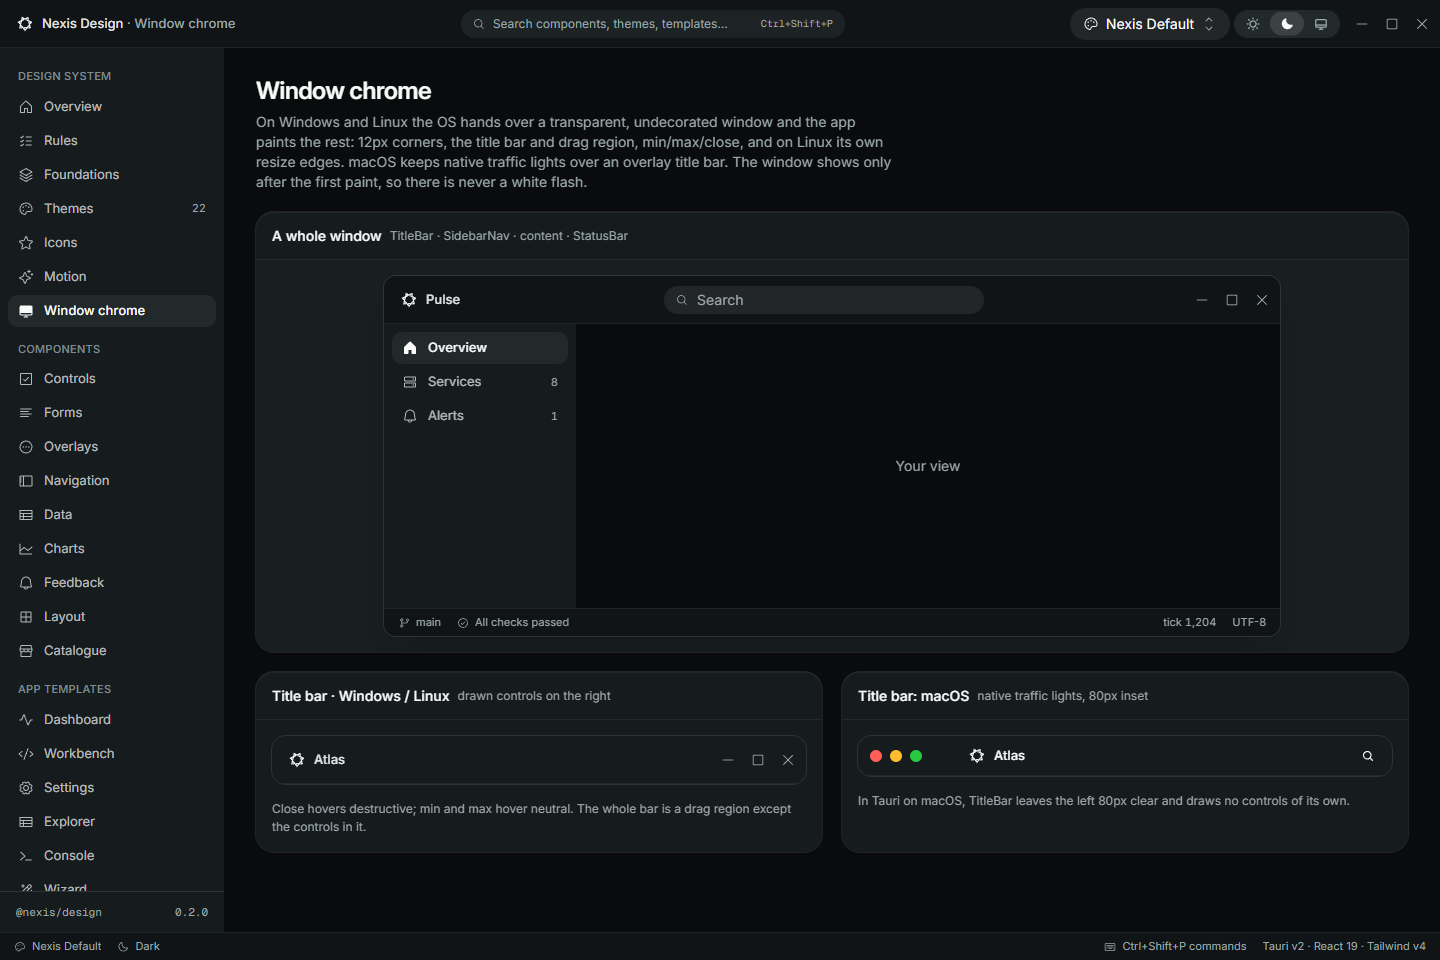 Nexis Design · Window chrome
Search components, themes, templates... Ctrl+Shift+P
Nexis Default
DESIGN SYSTEM
Overview
Rules
Foundations
Themes 22
Icons
Motion
Window chrome
COMPONENTS
Controls
Forms
Overlays
Navigation
Data
Charts
Feedback
Layout
Catalogue
APP TEMPLATES
Dashboard
Workbench
Settings
Explorer
Console
Wizard
@nexis/design 0.2.0
Window chrome
On Windows and Linux the OS hands over a transparent, undecorated window and the app
paints the rest: 12px corners, the title bar and drag region, min/max/close, and on Linux its own
resize edges. macOS keeps native traffic lights over an overlay title bar. The window shows only
after the first paint, so there is never a white flash.
A whole window TitleBar · SidebarNav · content · StatusBar
Pulse
Search
Overview
Services 8
Alerts 1
Your view
main All checks passed tick 1,204 UTF-8
Title bar · Windows / Linux drawn controls on the right
Atlas
Close hovers destructive; min and max hover neutral. The whole bar is a drag region except
the controls in it.
Title bar: macOS native traffic lights, 80px inset
Atlas
In Tauri on macOS, TitleBar leaves the left 80px clear and draws no controls of its own.
Nexis Default Dark Ctrl+Shift+P commands Tauri v2 · React 19 · Tailwind v4